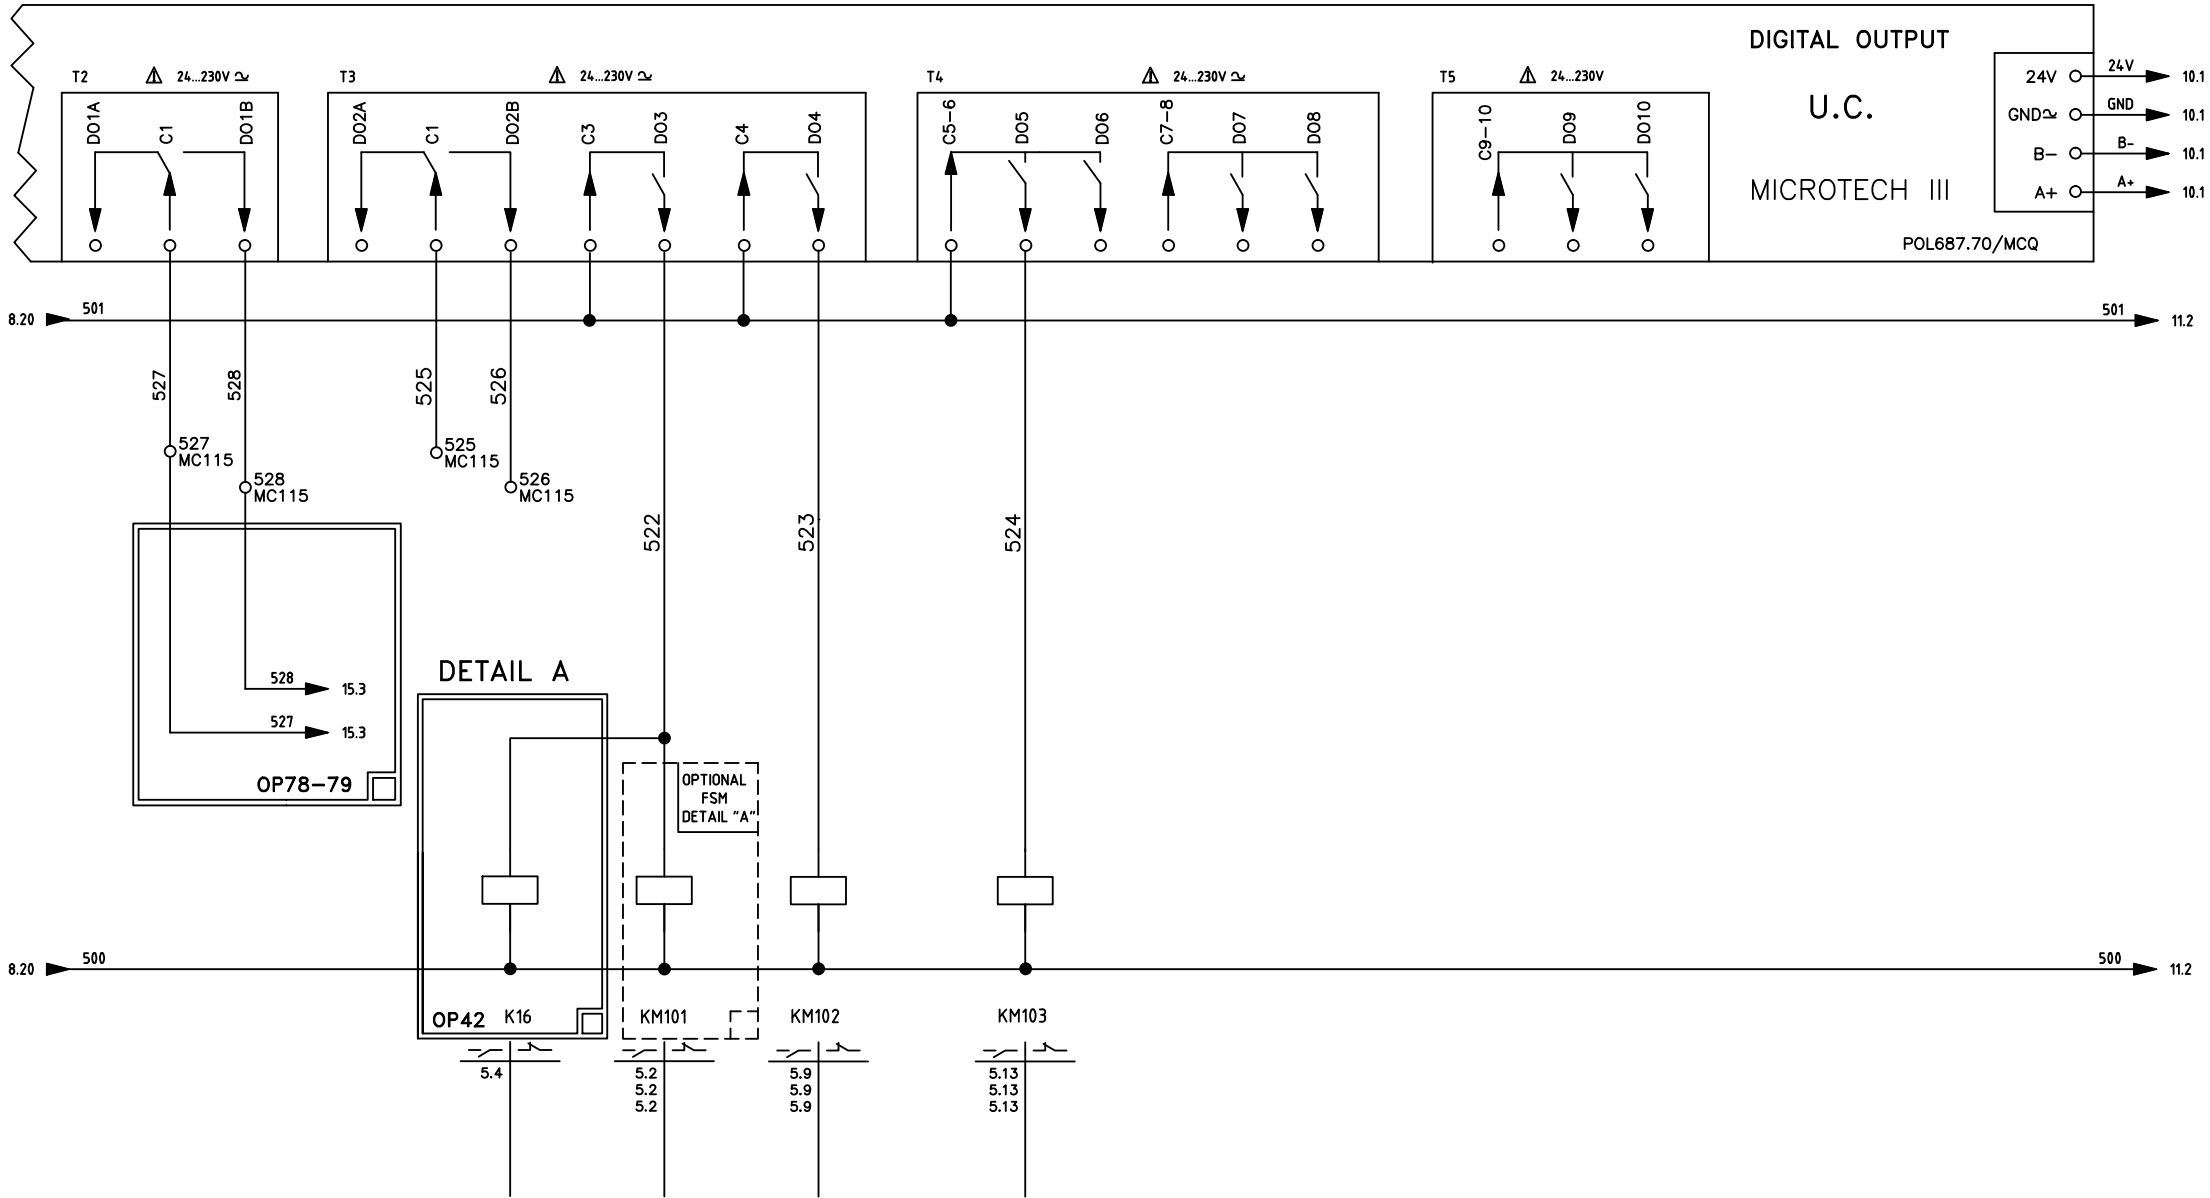 DIGITAL OUTPUT
U.C.
MICROTECH III
POL687.70/MCQ
T2
24...230V
T3
24...230V
T4
24...230V
T5
24...230V
DO1A
C1
DO1B
DO2A
C1
DO2B
C3
DO3
C4
DO4
C5-6
DO5
DO6
C7-8
DO7
DO8
C9-10
DO9
DO10
24V 24V 10.1
GND GND 10.1
B- B- 10.1
A+ A+ 10.1
8.20 501 501 11.2
527
528
525
526
527
MC115
528
MC115
525
MC115
526
MC115
522
523
524
528 15.3
527 15.3
OP78-79
DETAIL A
OPTIONAL
FSM
DETAIL "A"
8.20 500 500 11.2
OP42 K16 KM101 KM102 KM103
5.4 5.2 5.9 5.13
5.2 5.9 5.13
5.2 5.9 5.13